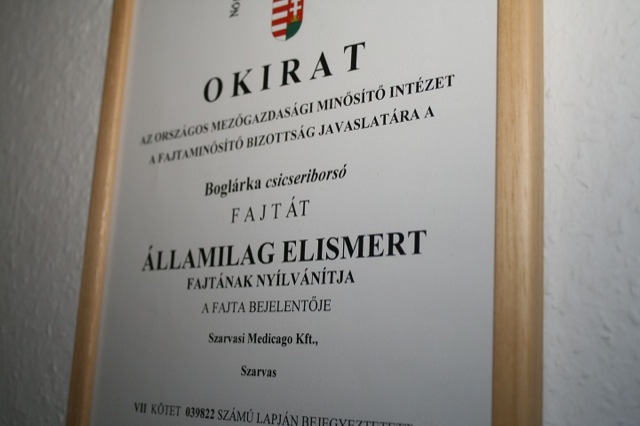 OKIRAT
AZ ORSZÁGOS MEZŐGAZDASÁGI MINŐSÍTŐ INTÉZET
A FAJTAMINŐSÍTŐ BIZOTTSÁG JAVASLATÁRA A
Boglárka csicseriborsó
FAJTÁT
ÁLLAMILAG ELISMERT
FAJTÁNAK NYÍLVÁNÍTJA
A FAJTA BEJELENTŐJE
Szarvasi Medicago Kft.,
Szarvas
VII KÖTET 039822 SZÁMÚ LAPJÁN BEJEGYEZTETETT